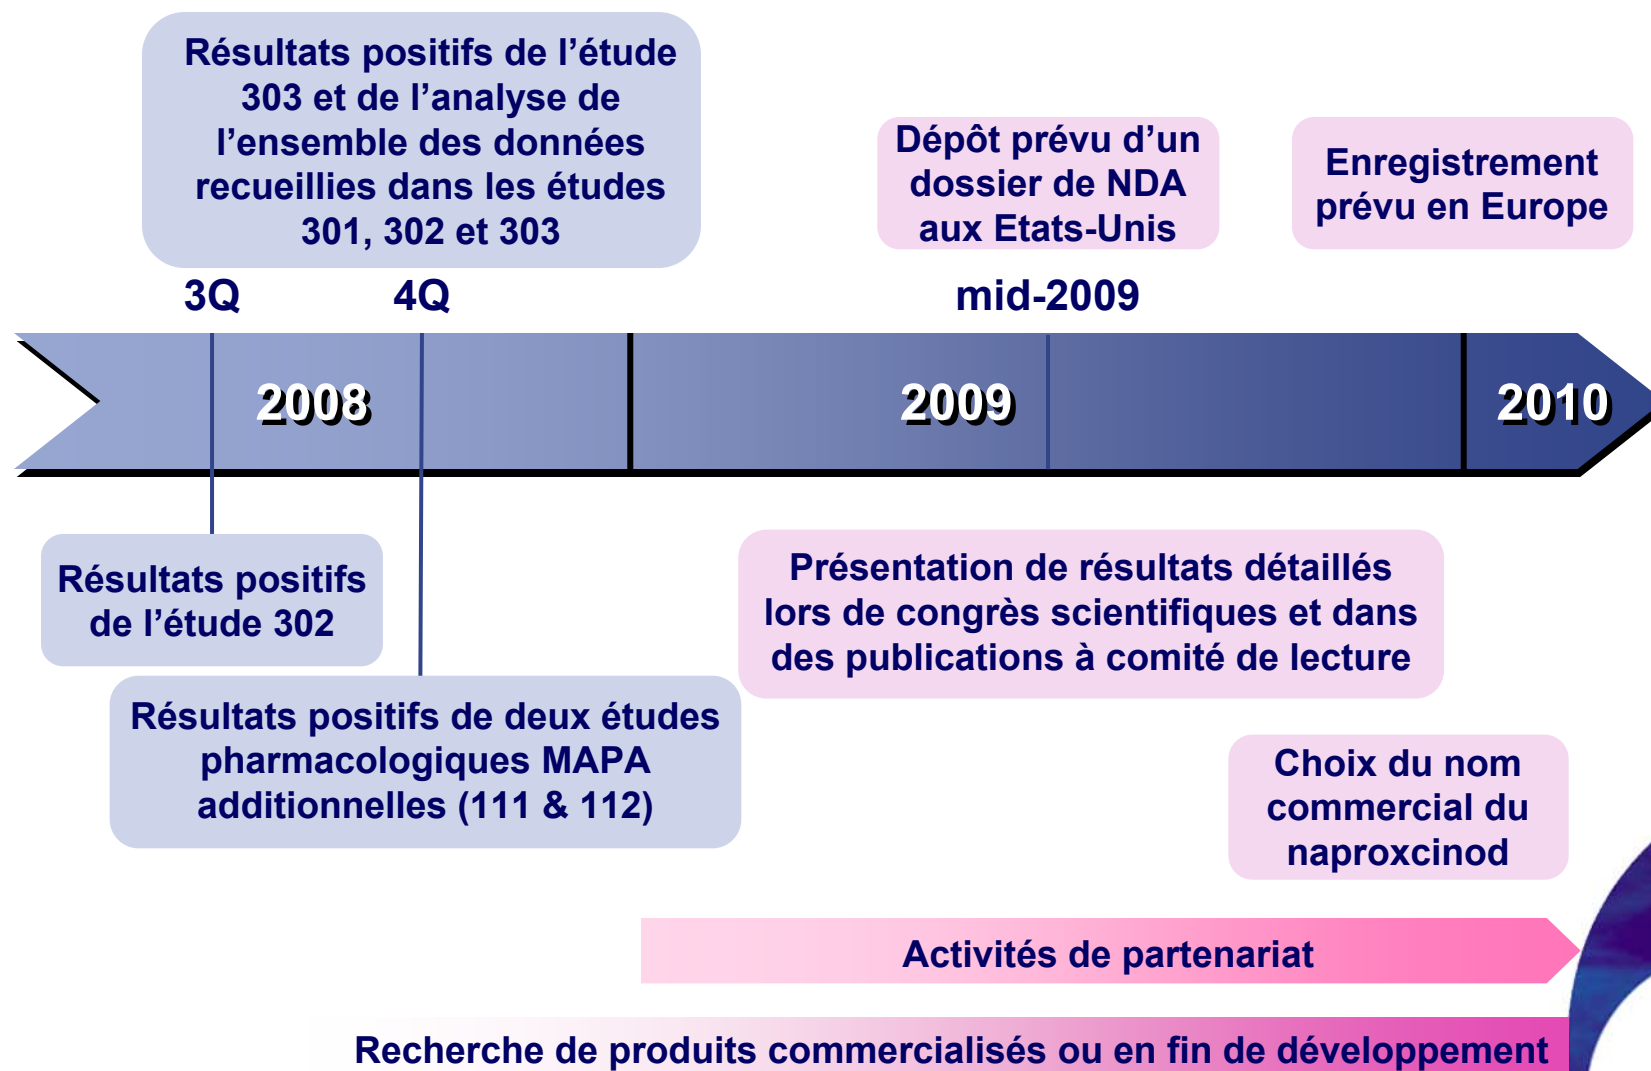 Résultats positifs de l’étude
303 et de l’analyse de
l’ensemble des données
recueillies dans les études
301, 302 et 303
Dépôt prévu d’un
dossier de NDA
aux Etats-Unis
Enregistrement
prévu en Europe
3Q
4Q
mid-2009
2008
2009
2010
Résultats positifs
de l’étude 302
Présentation de résultats détaillés
lors de congrès scientifiques et dans
des publications à comité de lecture
Résultats positifs de deux études
pharmacologiques MAPA
additionnelles (111 & 112)
Choix du nom
commercial du
naproxcinod
Activités de partenariat
Recherche de produits commercialisés ou en fin de développement